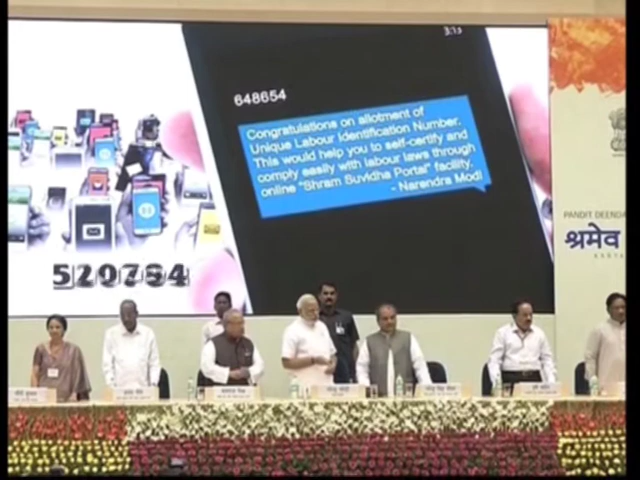 3:13
648654
Congratulations on allotment of
Unique Labour Identification Number.
This would help you to self-certify and
comply easily with labour laws through
online "Shram Suvidha Portal" facility.
- Narendra Modi
520784
PANDIT DEENDA
श्रमेव